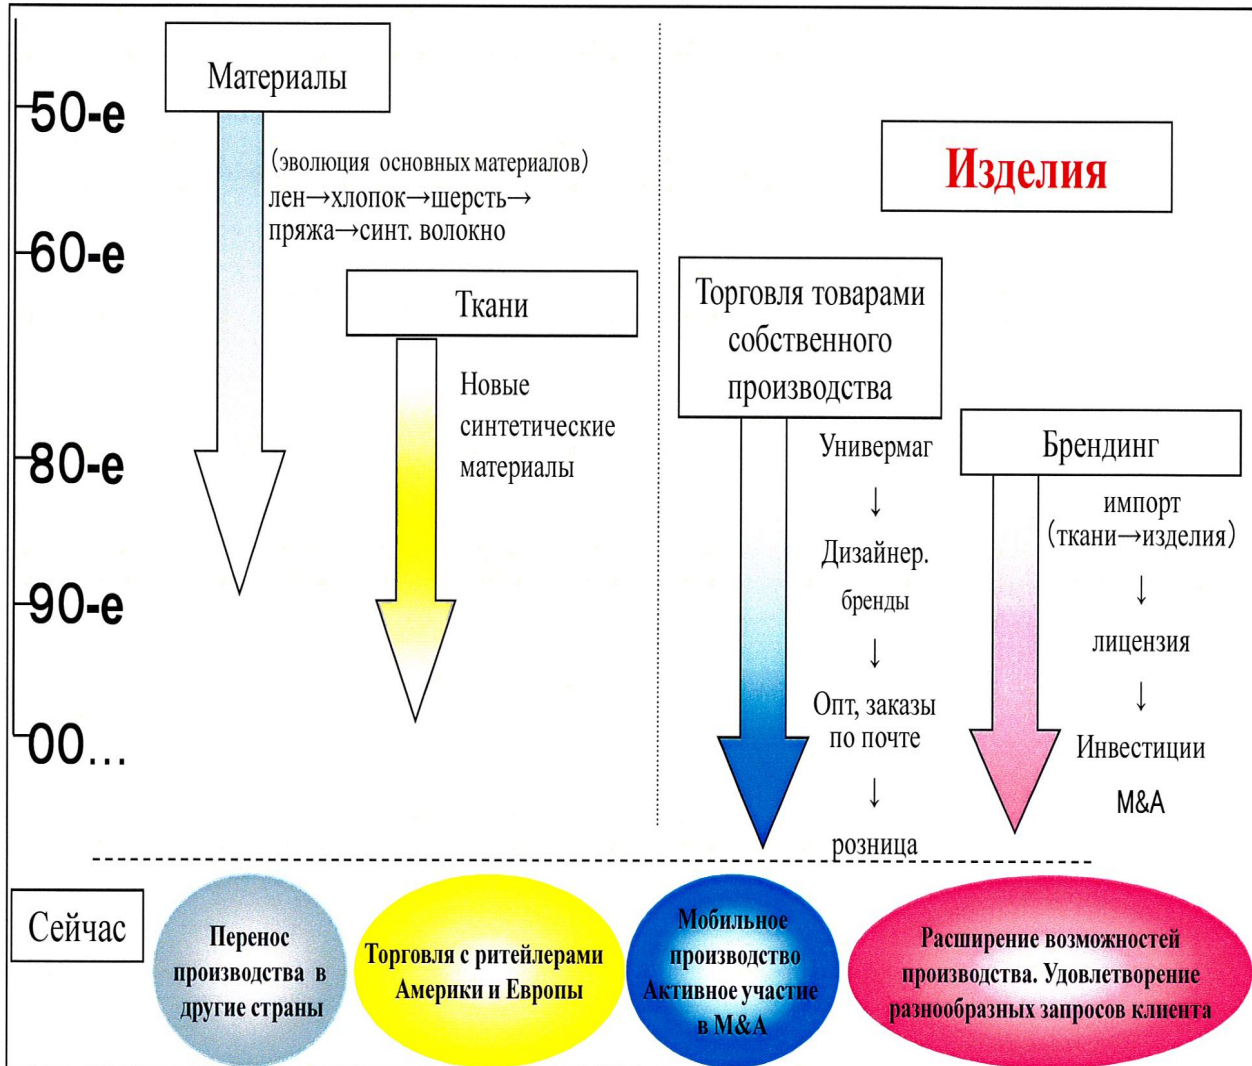 Материалы
50-е
(эволюция основных материалов)
лен→хлопок→шерсть→
пряжа→синт. волокно
60-е
Ткани
Новые
синтетические
материалы
80-е
90-е
00...
Изделия
Торговля товарами
собственного
производства
Универмаг
↓
Дизайнер.
бренды
↓
Опт, заказы
по почте
↓
розница
Брендинг
импорт
(ткани→изделия)
↓
лицензия
↓
Инвестиции
M&A
Сейчас
Перенос
производства в
другие страны
Торговля с ритейлерами
Америки и Европы
Мобильное
производство
Активное участие
в M&A
Расширение возможностей
производства. Удовлетворение
разнообразных запросов клиента